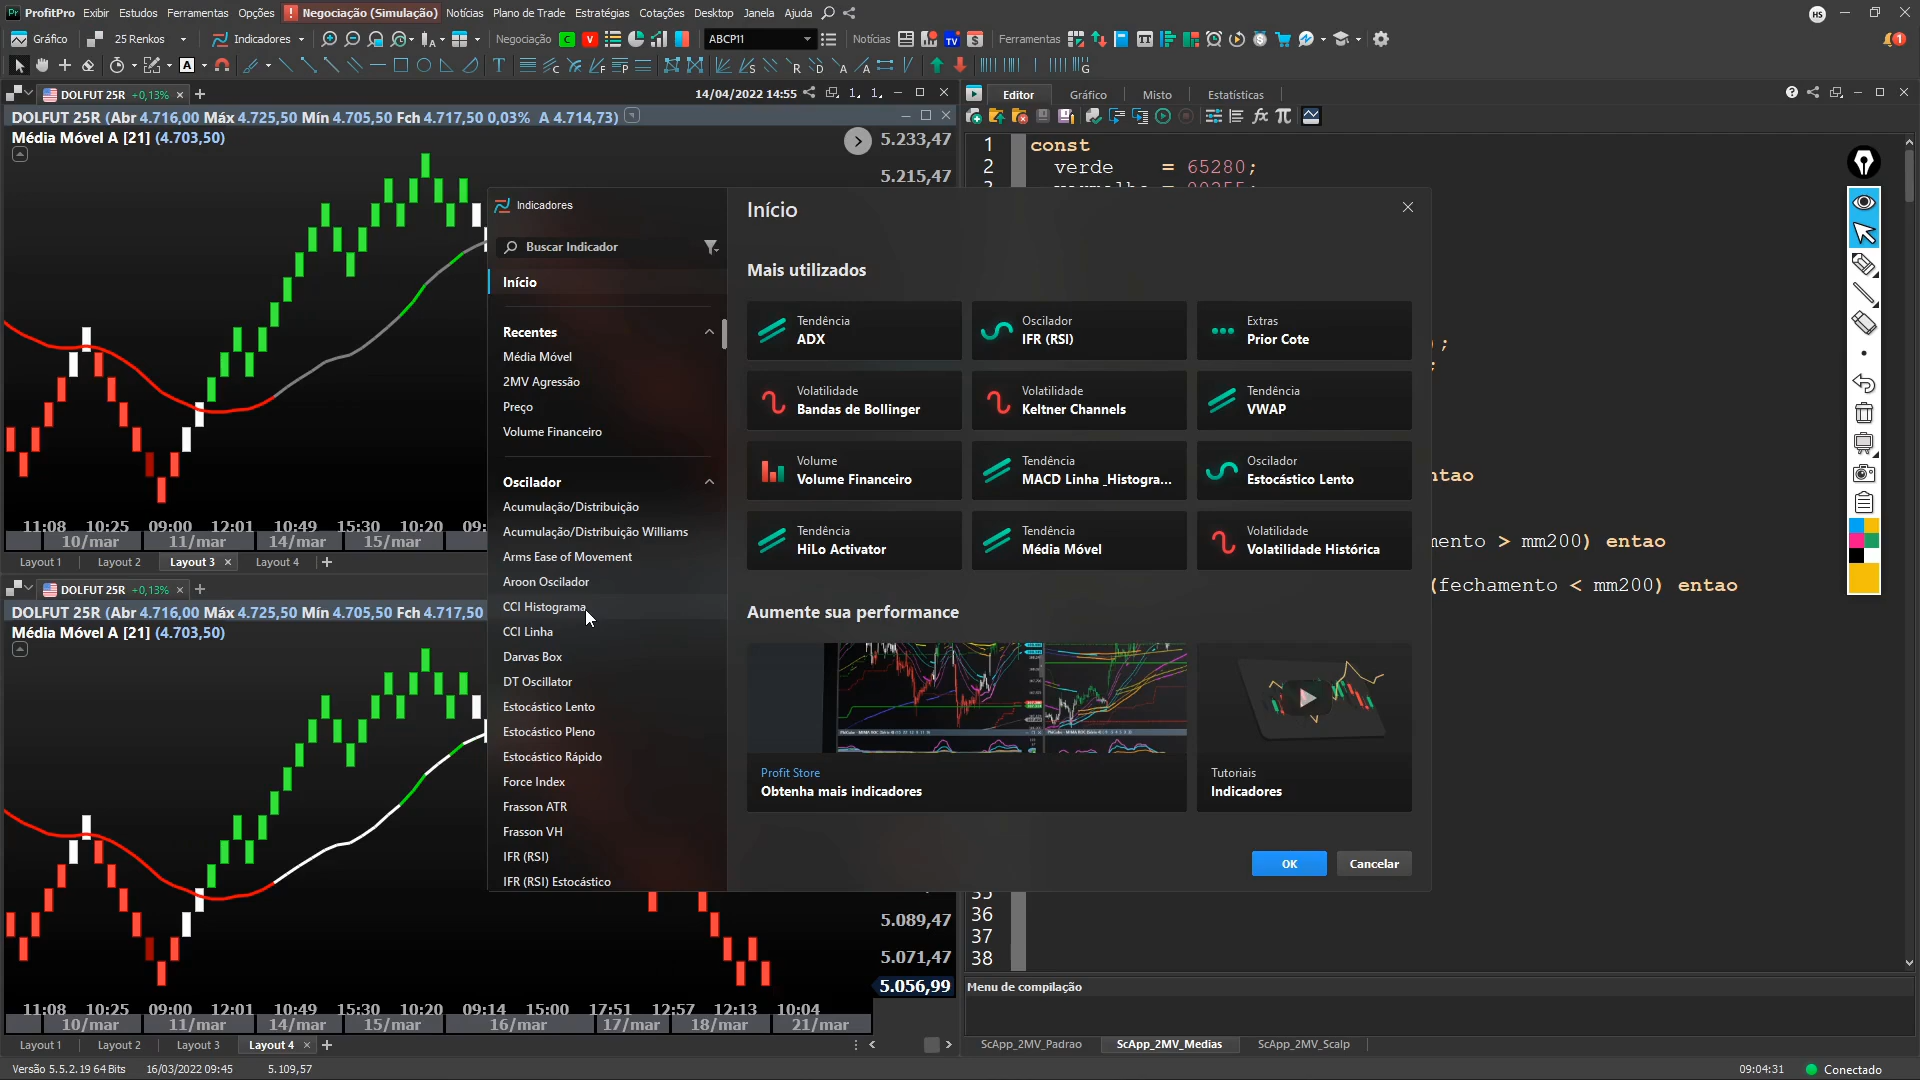 ProfitPro Exibir Estudos Ferramentas Opções Negociação (Simulação) Notícias Plano de Trade Estratégias Cotações Desktop Janela Ajuda HS
Gráfico 25 Renkos Indicadores Negociação C V ABCP11 Notícias TV Ferramentas 1
DOLFUT 25R +0,13% × + 14/04/2022 14:55 1. 1.
Editor Gráfico Misto Estatísticas
DOLFUT 25R (Abr 4.716,00 Máx 4.725,50 Mín 4.705,50 Fch 4.717,50 0,03% A 4.714,73)
Média Móvel A [21] (4.703,50)
5.233,47
5.215,47
1 const
2 verde = 65280;
Indicadores
Buscar Indicador
Início
Recentes
Média Móvel
2MV Agressão
Preço
Volume Financeiro
Oscilador
Acumulação/Distribuição
Acumulação/Distribuição Williams
Arms Ease of Movement
Aroon Oscilador
CCI Histograma
CCI Linha
Darvas Box
DT Oscillator
Estocástico Lento
Estocástico Pleno
Estocástico Rápido
Force Index
Frasson ATR
Frasson VH
IFR (RSI)
IFR (RSI) Estocástico
Início
Mais utilizados
Tendência
ADX
Oscilador
IFR (RSI)
Extras
Prior Cote
Volatilidade
Bandas de Bollinger
Volatilidade
Keltner Channels
Tendência
VWAP
Volume
Volume Financeiro
Tendência
MACD Linha _Histogra...
Oscilador
Estocástico Lento
Tendência
HiLo Activator
Tendência
Média Móvel
Volatilidade
Volatilidade Histórica
Aumente sua performance
Profit Store
Obtenha mais indicadores
Tutoriais
Indicadores
OK Cancelar
);
;
ntao
mento > mm200) entao
(fechamento < mm200) entao
36
37
38
11:08 10:25 09:00 12:01 10:49 15:30 10:20 09:
10/mar 11/mar 14/mar 15/mar
Layout 1 Layout 2 Layout 3 × Layout 4 +
DOLFUT 25R +0,13% × +
DOLFUT 25R (Abr 4.716,00 Máx 4.725,50 Mín 4.705,50 Fch 4.717,50
Média Móvel A [21] (4.703,50)
5.089,47
5.071,47
5.056,99
11:08 10:25 09:00 12:01 10:49 15:30 10:20 09:14 15:00 17:51 12:57 12:13 10:04
10/mar 11/mar 14/mar 15/mar 16/mar 17/mar 18/mar 21/mar
Layout 1 Layout 2 Layout 3 Layout 4 × +
Menu de compilação
ScApp_2MV_Padrao ScApp_2MV_Medias ScApp_2MV_Scalp
Versão 5.5.2.19 64 Bits 16/03/2022 09:45 5.109,57 09:04:31 Conectado